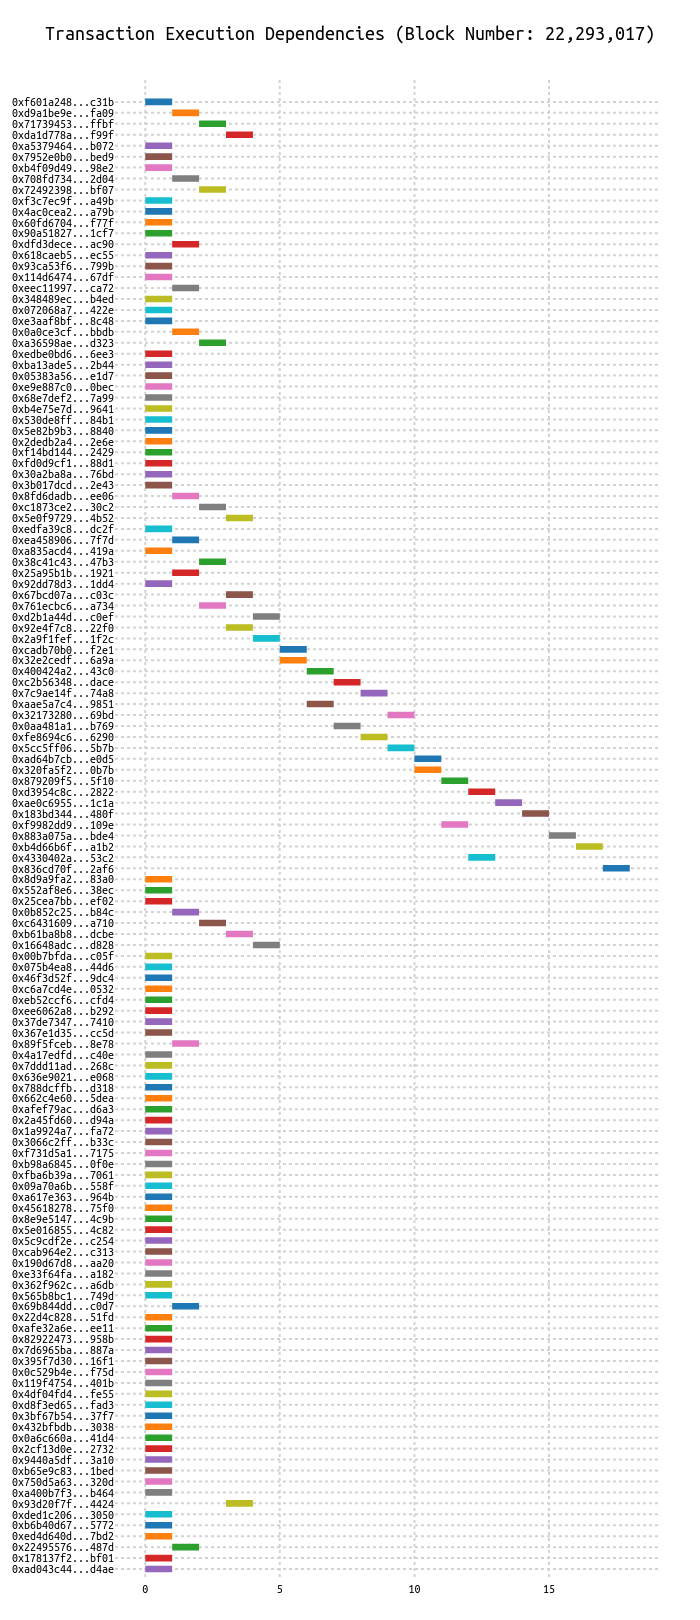 Transaction Execution Dependencies (Block Number: 22,293,017)
0xf601a248...c31b
0xd9a1be9e...fa09
0x71739453...ffbf
0xda1d778a...f99f
0xa5379464...b072
0x7952e0b0...bed9
0xb4f09d49...98e2
0x708fd734...2d04
0x72492398...bf07
0xf3c7ec9f...a49b
0x4ac0cea2...a79b
0x60fd6704...f77f
0x90a51827...1cf7
0xdfd3dece...ac90
0x618caeb5...ec55
0x93ca53f6...799b
0x114d6474...67df
0xeec11997...ca72
0x348489ec...b4ed
0x072068a7...422e
0xe3aaf8bf...8c48
0x0a0ce3cf...bbdb
0xa36598ae...d323
0xedbe0bd6...6ee3
0xba13ade5...2b44
0x05383a56...e1d7
0xe9e887c0...0bec
0x68e7def2...7a99
0xb4e75e7d...9641
0x530de8ff...84b1
0x5e82b9b3...8840
0x2dedb2a4...2e6e
0xf14bd144...2429
0xfd0d9cf1...88d1
0x30a2ba8a...76bd
0x3b017dcd...2e43
0x8fd6dadb...ee06
0xc1873ce2...30c2
0x5e0f9729...4b52
0xedfa39c8...dc2f
0xea458906...7f7d
0xa835acd4...419a
0x38c41c43...47b3
0x25a95b1b...1921
0x92dd78d3...1dd4
0x67bcd07a...c03c
0x761ecbc6...a734
0xd2b1a44d...c0ef
0x92e4f7c8...22f0
0x2a9f1fef...1f2c
0xcadb70b0...f2e1
0x32e2cedf...6a9a
0x400424a2...43c0
0xc2b56348...dace
0x7c9ae14f...74a8
0xaae5a7c4...9851
0x32173280...69bd
0x0aa481a1...b769
0xfe8694c6...6290
0x5cc5ff06...5b7b
0xad64b7cb...e0d5
0x320fa5f2...0b7b
0x879209f5...5f10
0xd3954c8c...2822
0xae0c6955...1c1a
0x183bd344...480f
0xf9982dd9...109e
0x883a075a...bde4
0xb4d66b6f...a1b2
0x4330402a...53c2
0x836cd70f...2af6
0x8d9a9fa2...83a0
0x552af8e6...38ec
0x25cea7bb...ef02
0x0b852c25...b84c
0xc6431609...a710
0xb61ba8b8...dcbe
0x16648adc...d828
0x00b7bfda...c05f
0x075b4ea8...44d6
0x46f3d52f...9dc4
0xc6a7cd4e...0532
0xeb52ccf6...cfd4
0xee6062a8...b292
0x37de7347...7410
0x367e1d35...cc5d
0x89f5fceb...8e78
0x4a17edfd...c40e
0x7ddd11ad...268c
0x636e9021...e068
0x788dcffb...d318
0x662c4e60...5dea
0xafef79ac...d6a3
0x2a45fd60...d94a
0x1a9924a7...fa72
0x3066c2ff...b33c
0xf731d5a1...7175
0xb98a6845...0f0e
0xfba6b39a...7061
0x09a70a6b...558f
0xa617e363...964b
0x45618278...75f0
0x8e9e5147...4c9b
0x5e016855...4c82
0x5c9cdf2e...c254
0xcab964e2...c313
0x190d67d8...aa20
0xe33f64fa...a182
0x362f962c...a6db
0x565b8bc1...749d
0x69b844dd...c0d7
0x22d4c828...51fd
0xafe32a6e...ee11
0x82922473...958b
0x7d6965ba...887a
0x395f7d30...16f1
0x0c529b4e...f75d
0x119f4754...401b
0x4df04fd4...fe55
0xd8f3ed65...fad3
0x3bf67b54...37f7
0x432bfbdb...3038
0x0a6c660a...41d4
0x2cf13d0e...2732
0x9440a5df...3a10
0xb65e9c83...1bed
0x750d5a63...320d
0xa400b7f3...b464
0x93d20f7f...4424
0xded1c206...3050
0xb6b40d67...5772
0xed4d640d...7bd2
0x22495576...487d
0x178137f2...bf01
0xad043c44...d4ae
0 5 10 15